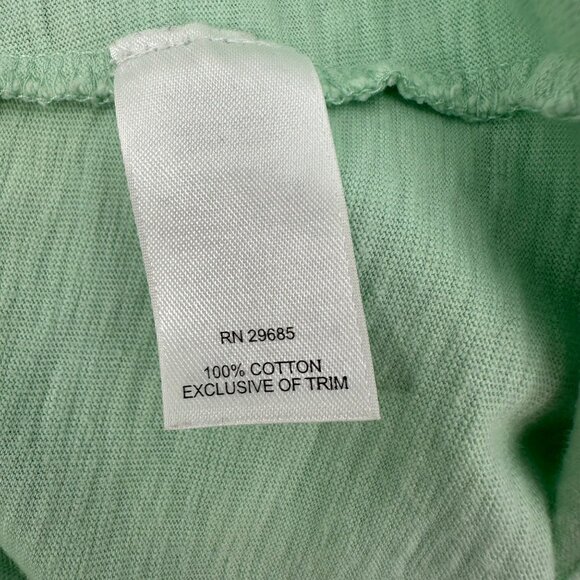 RN 29685
100% COTTON
EXCLUSIVE OF TRIM